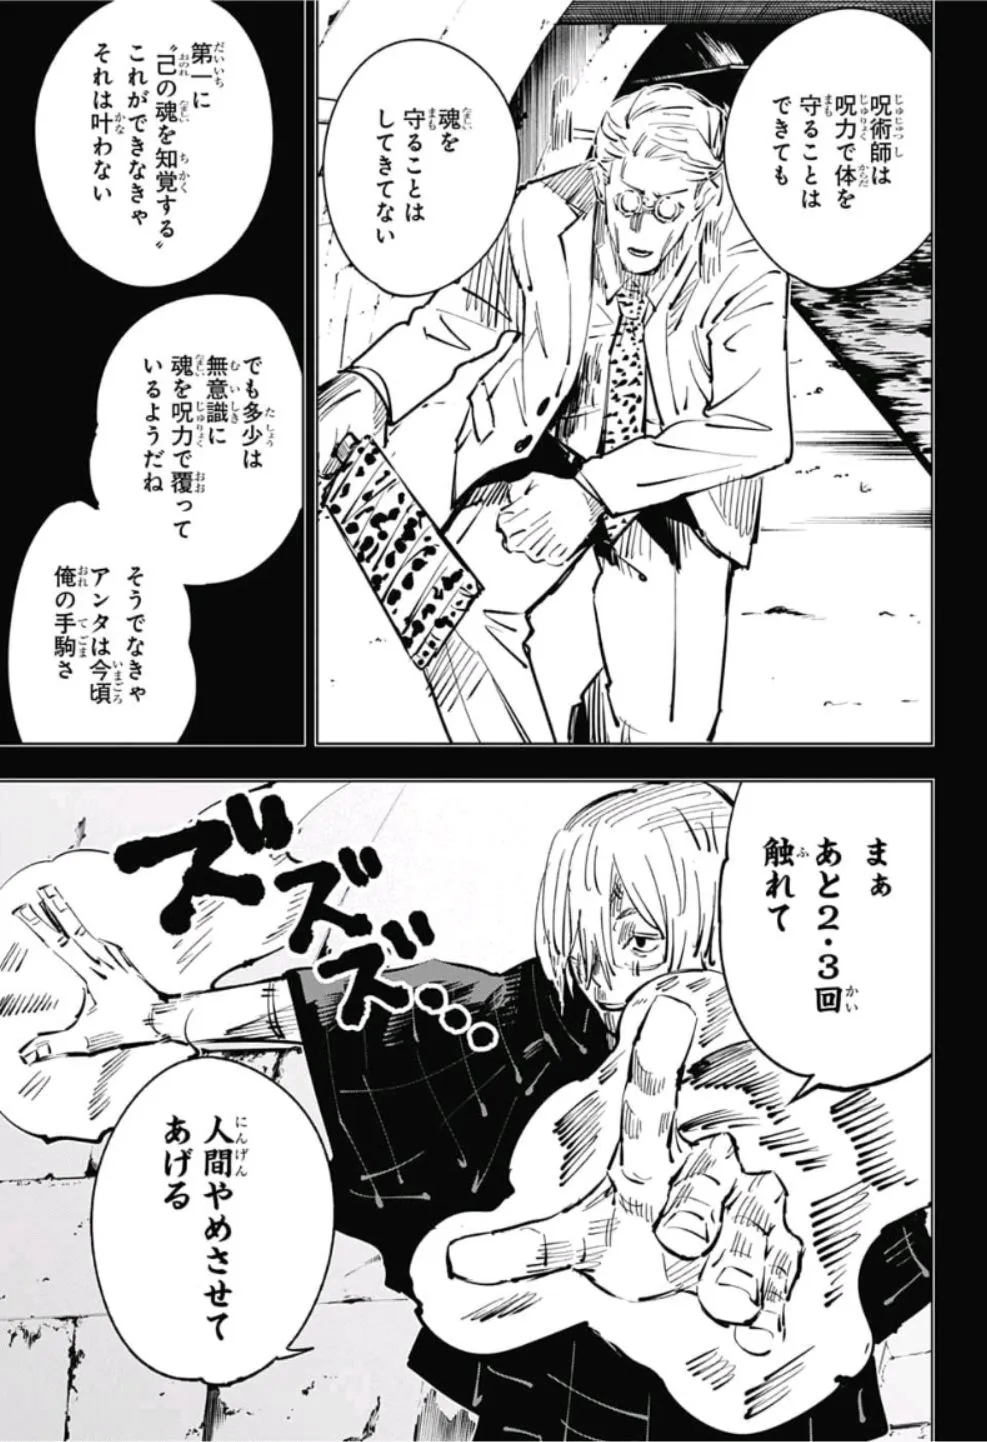 呪術師は
呪力で体を
守ることは
できても
魂を
守ることは
してきてない
第一に
〝己の魂を知覚する〟
これができなきゃ
それは叶わない
でも多少は
無意識に
魂を呪力で覆って
いるようだね
そうでなきゃ
アンタは今頃
俺の手駒さ
まぁ
あと2・3回
触れて
ズズズ・・・・
人間やめさせて
あげる